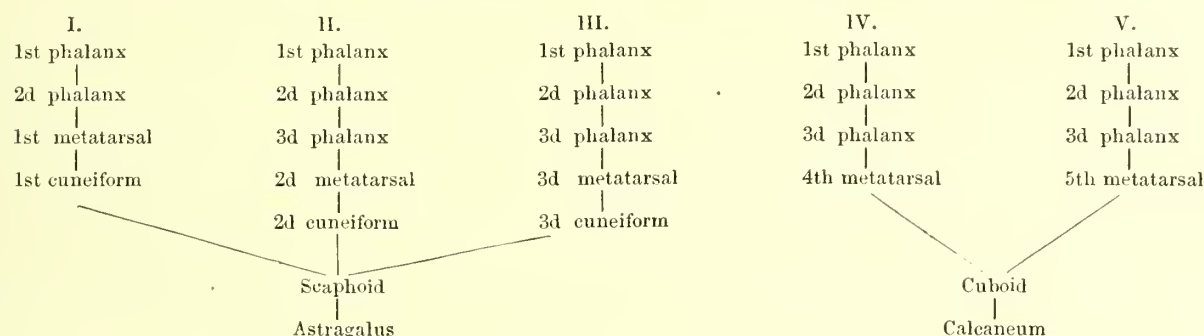 I. II. III. IV. V.
1st phalanx 1st phalanx 1st phalanx 1st phalanx 1st phalanx
2d phalanx 2d phalanx 2d phalanx 2d phalanx 2d phalanx
1st metatarsal 3d phalanx 3d phalanx 3d phalanx 3d phalanx
1st cuneiform 2d metatarsal 3d metatarsal 4th metatarsal 5th metatarsal
2d cuneiform 3d cuneiform
Scaphoid Cuboid
Astragalus Calcaneum